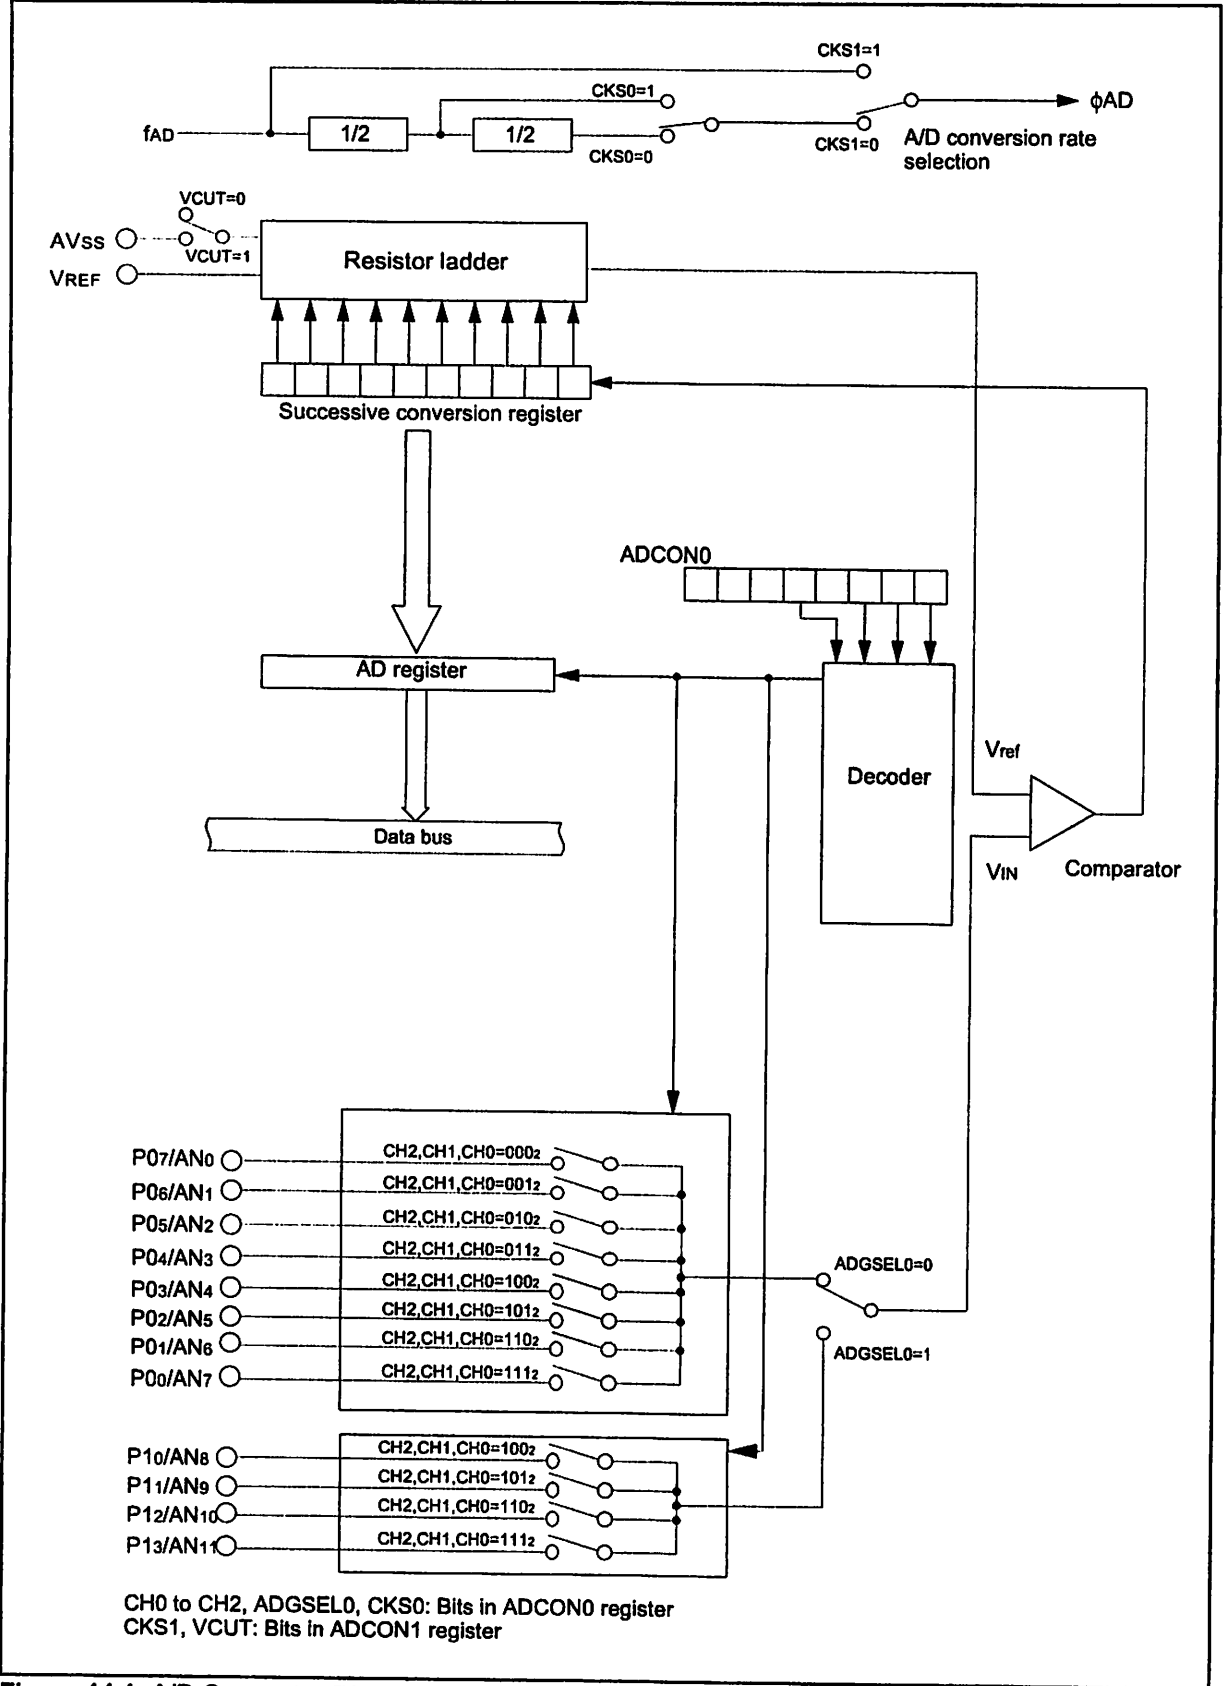 CKS1=1
CKS0=1
fAD
1/2
1/2
ϕAD
CKS0=0
CKS1=0
A/D conversion rate
selection
VCUT=0
AVSS
VCUT=1
VREF
Resistor ladder
Successive conversion register
ADCON0
AD register
Decoder
Vref
Data bus
VIN
Comparator
P07/AN0
CH2,CH1,CH0=0002
P06/AN1
CH2,CH1,CH0=0012
P05/AN2
CH2,CH1,CH0=0102
P04/AN3
CH2,CH1,CH0=0112
P03/AN4
CH2,CH1,CH0=1002
P02/AN5
CH2,CH1,CH0=1012
P01/AN6
CH2,CH1,CH0=1102
P00/AN7
CH2,CH1,CH0=1112
ADGSEL0=0
ADGSEL0=1
P10/AN8
CH2,CH1,CH0=1002
P11/AN9
CH2,CH1,CH0=1012
P12/AN10
CH2,CH1,CH0=1102
P13/AN11
CH2,CH1,CH0=1112
CH0 to CH2, ADGSEL0, CKS0: Bits in ADCON0 register
CKS1, VCUT: Bits in ADCON1 register